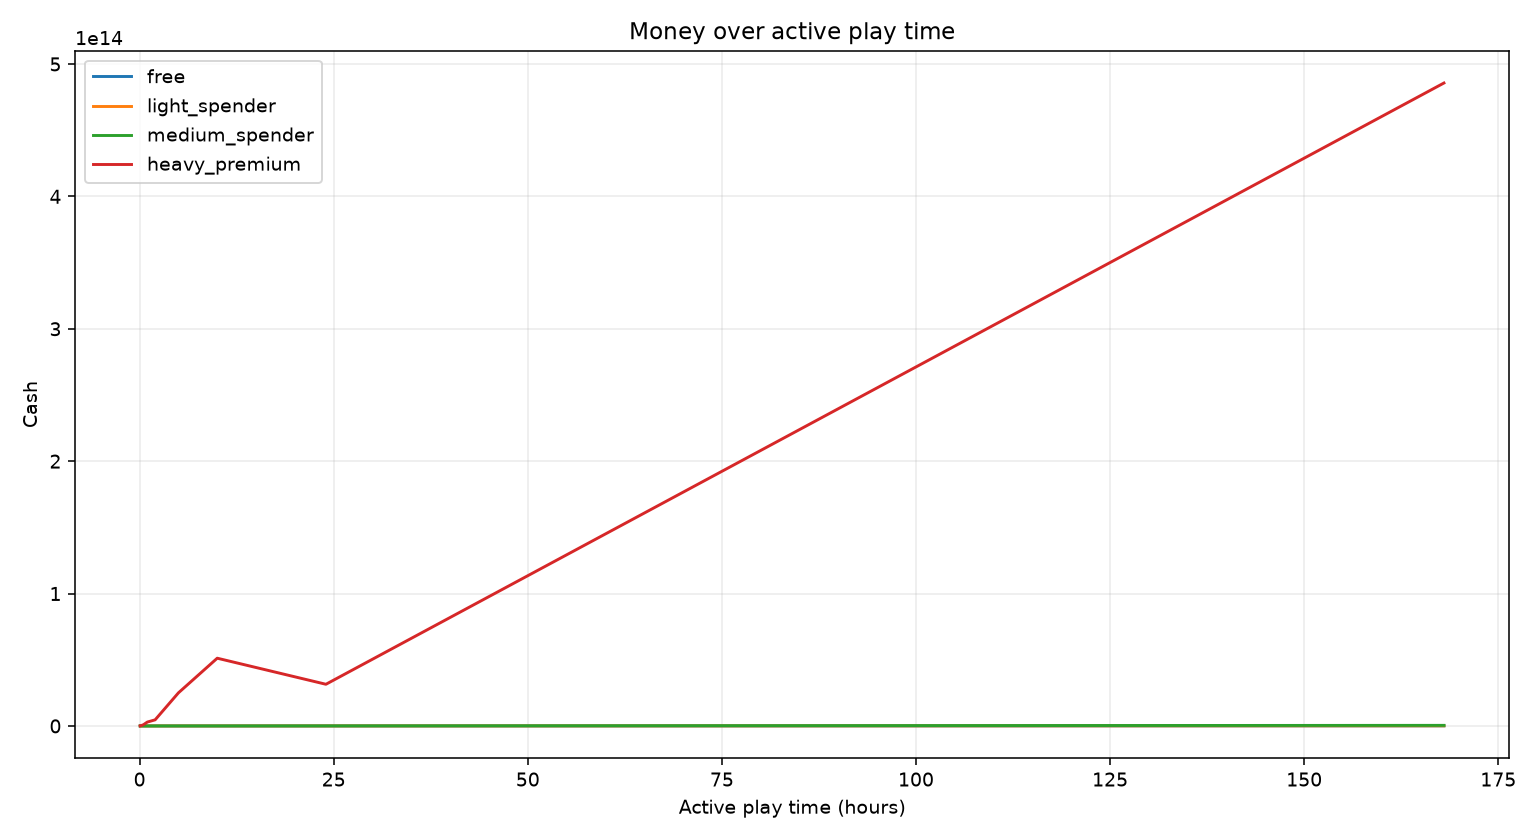 Money over active play time
1e14
5
4
3
2
1
0
Cash
free
light_spender
medium_spender
heavy_premium
0 25 50 75 100 125 150 175
Active play time (hours)